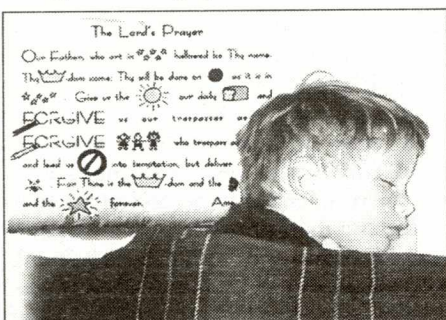 The Lord's Prayer
Our Father, who art in hallowed be Thy name.
Thy dom come: Thy will be done on as it is in
. Give us the our daily and
FORGIVE us our trespasses as
FORGIVE who trespass a
and lead us into temptation, but deliver
. For Thine is the dom and the
and the forever. Ame